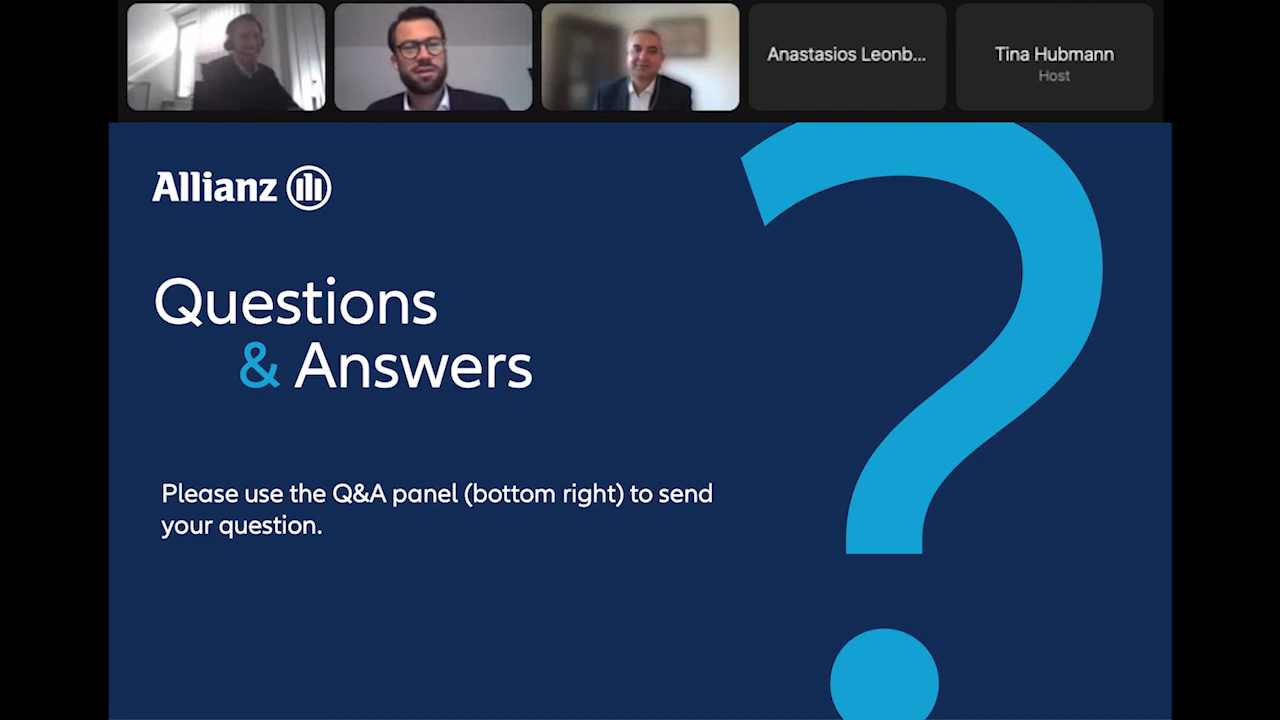 Anastasios Leonb...
Tina Hubmann
Host
Allianz
Questions
& Answers
Please use the Q&A panel (bottom right) to send
your question.